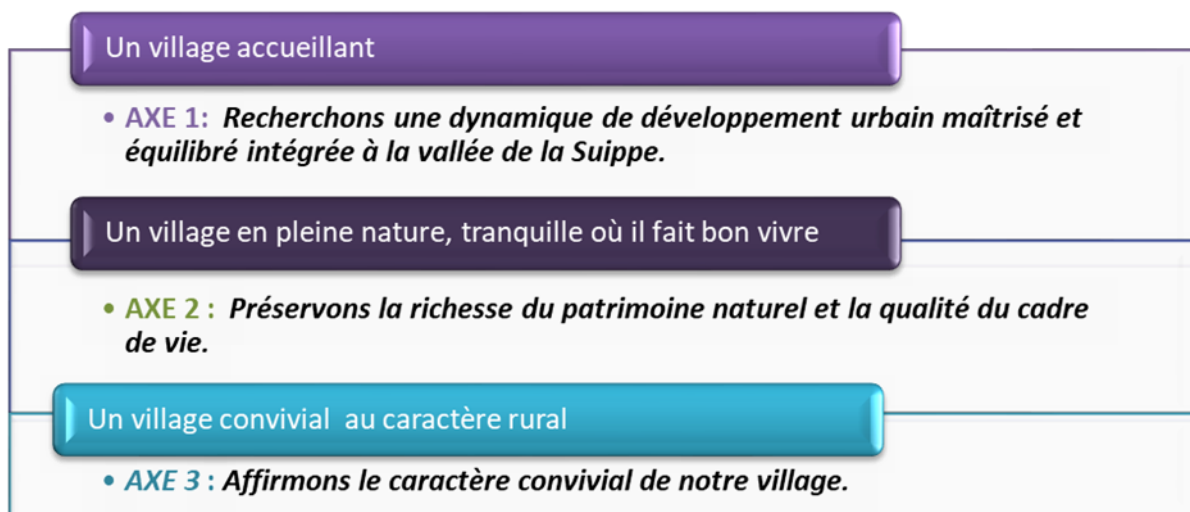 Un village accueillant
• AXE 1: Recherchons une dynamique de développement urbain maîtrisé et
équilibré intégrée à la vallée de la Suippe.
Un village en pleine nature, tranquille où il fait bon vivre
• AXE 2 : Préservons la richesse du patrimoine naturel et la qualité du cadre
de vie.
Un village convivial au caractère rural
• AXE 3 : Affirmons le caractère convivial de notre village.